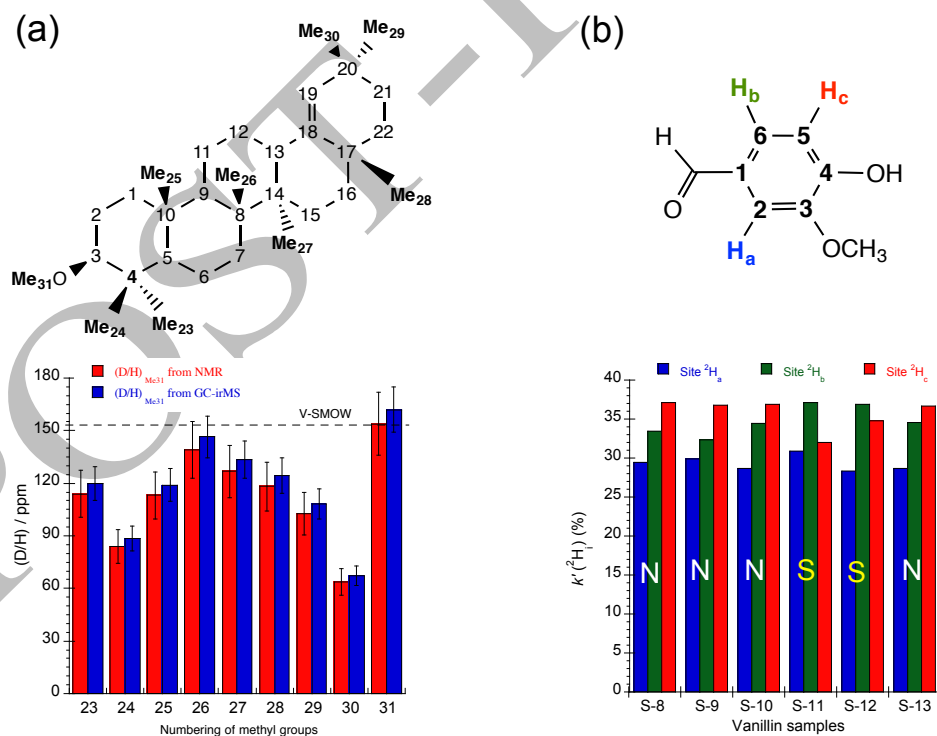 (a)
(b)
Me30
Me29
20
19
21
18
22
12
11
13
17
Me25
Me26
Me28
1
9
14
16
2
10
8
15
Me27
3
5
7
Me31O
4
6
Me24
Me23
Hb
Hc
H
6
5
1
4
OH
O
2
3
Ha
OCH3
(D/H) Me31 from NMR
(D/H) Me31 from GC-irMS
V-SMOW
180
150
120
90
60
30
0
(D/H) / ppm
23 24 25 26 27 28 29 30 31
Numbering of methyl groups
Site ²Ha Site ²Hb Site ²Hc
40
35
30
25
20
15
10
5
0
k' (²Hi) (%)
N N N S S N
S-8 S-9 S-10 S-11 S-12 S-13
Vanillin samples